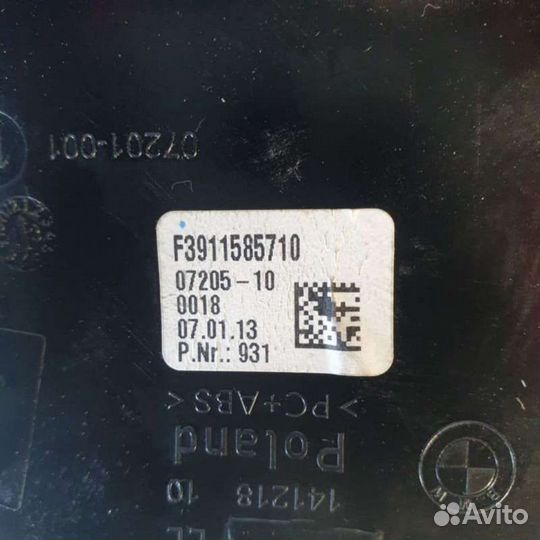 07201-001
F3911585710
07205-10
0018
07.01.13
P.Nr.: 931
>PC+ABS<
Poland
141218
10
Avito